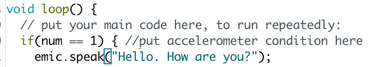 void loop() {
// put your main code here, to run repeatedly:
if(num == 1) { //put accelerometer condition here
emic.speak("Hello. How are you?");